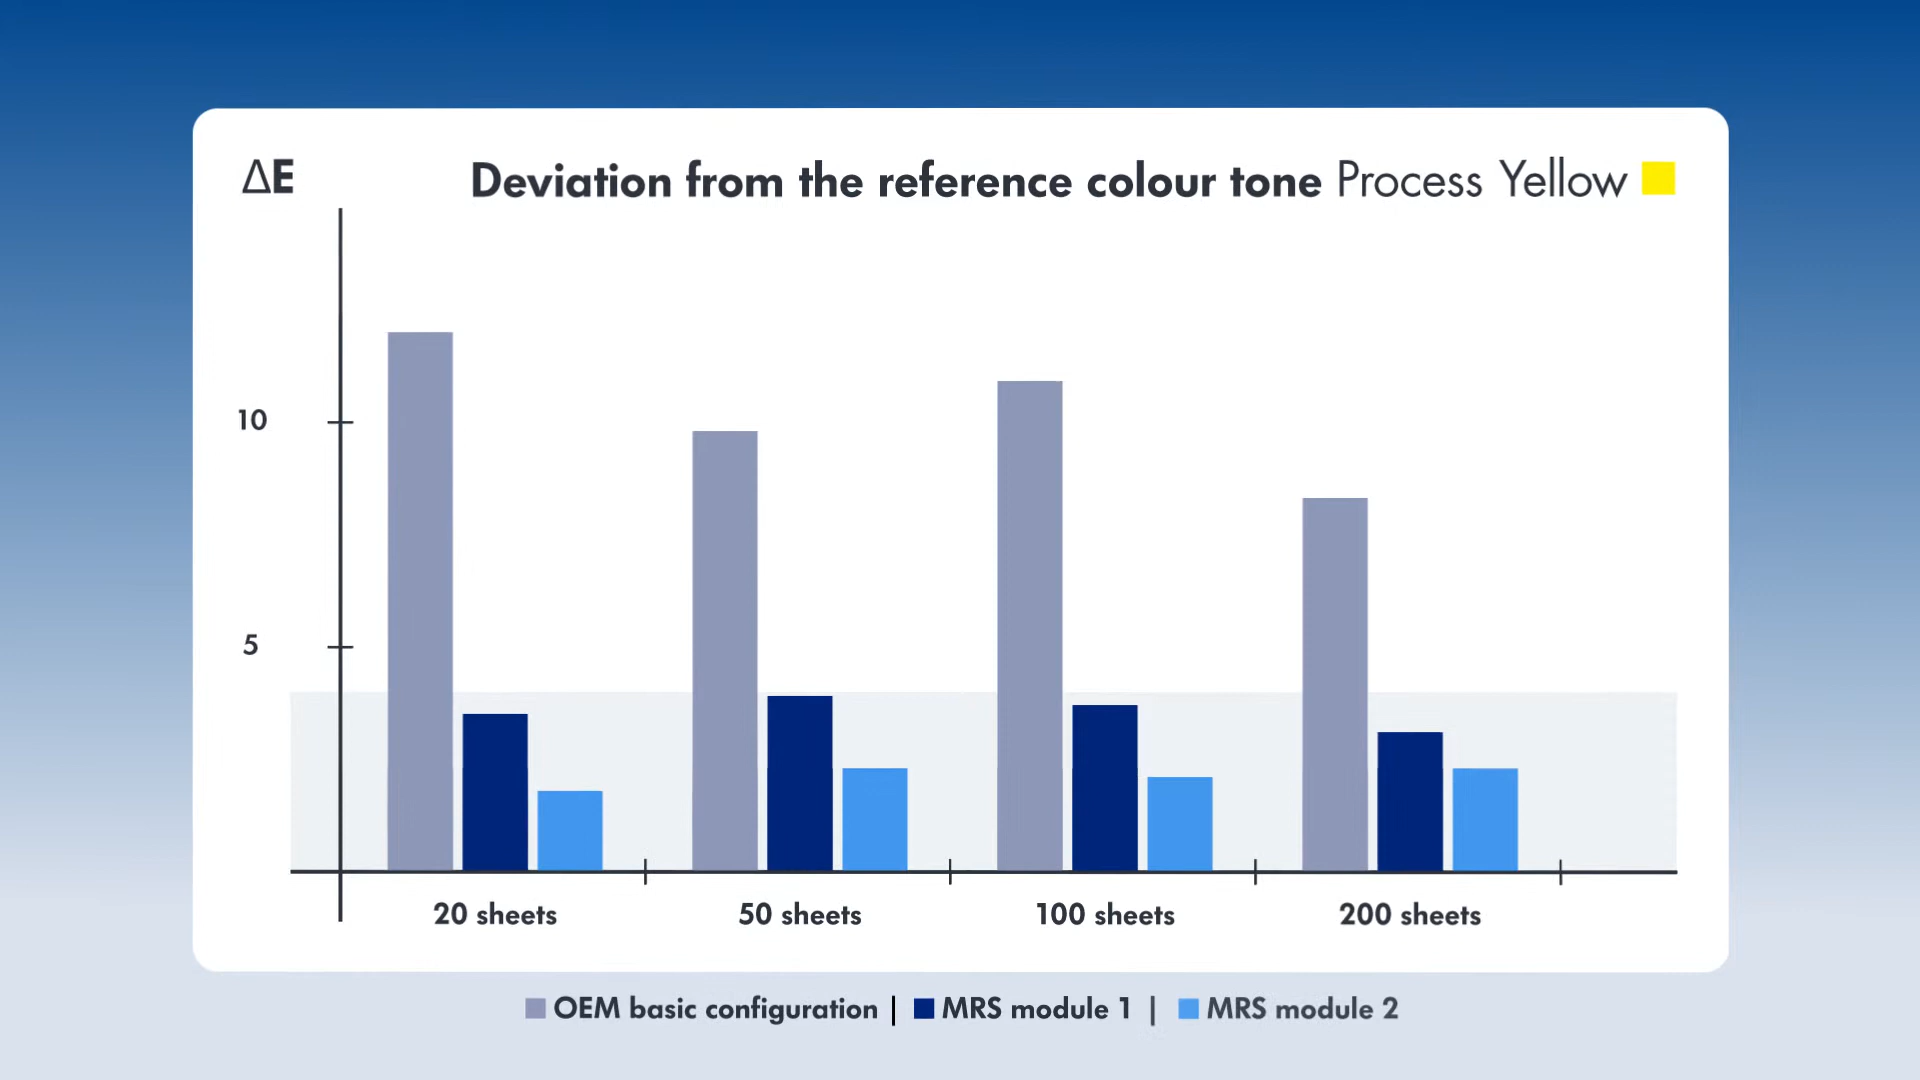 ΔE
Deviation from the reference colour tone Process Yellow
10
5
20 sheets
50 sheets
100 sheets
200 sheets
OEM basic configuration | MRS module 1 | MRS module 2